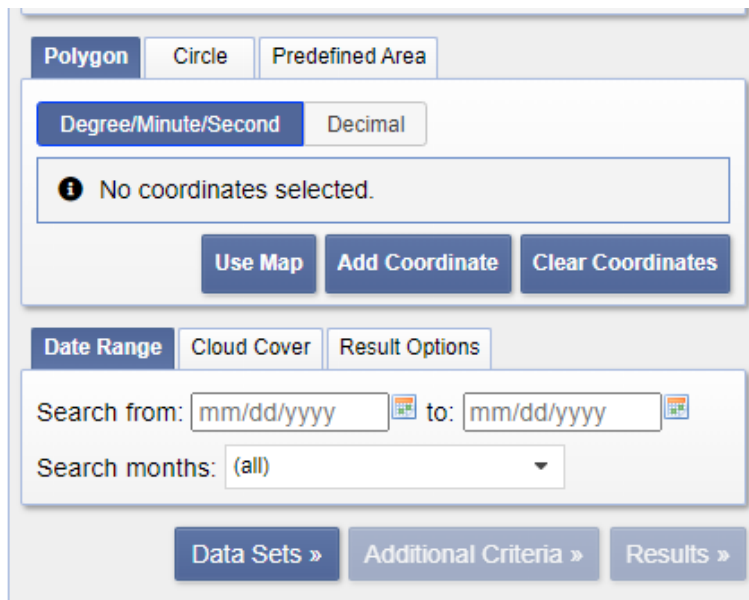 Polygon Circle Predefined Area
Degree/Minute/Second Decimal
No coordinates selected.
Use Map Add Coordinate Clear Coordinates
Date Range Cloud Cover Result Options
Search from: mm/dd/yyyy to: mm/dd/yyyy
Search months: (all)
Data Sets » Additional Criteria » Results »